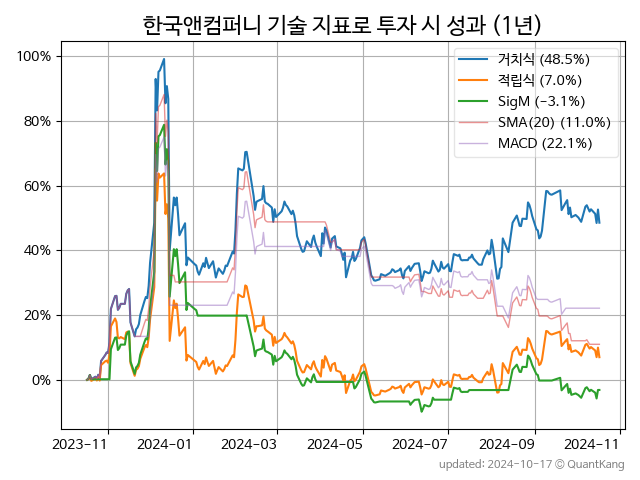 한국앤컴퍼니 기술 지표로 투자 시 성과 (1년)
100%
80%
60%
40%
20%
0%
거치식 (48.5%)
적립식 (7.0%)
SigM (-3.1%)
SMA(20) (11.0%)
MACD (22.1%)
2023-11
2024-01
2024-03
2024-05
2024-07
2024-09
2024-11
updated: 2024-10-17 © QuantKang